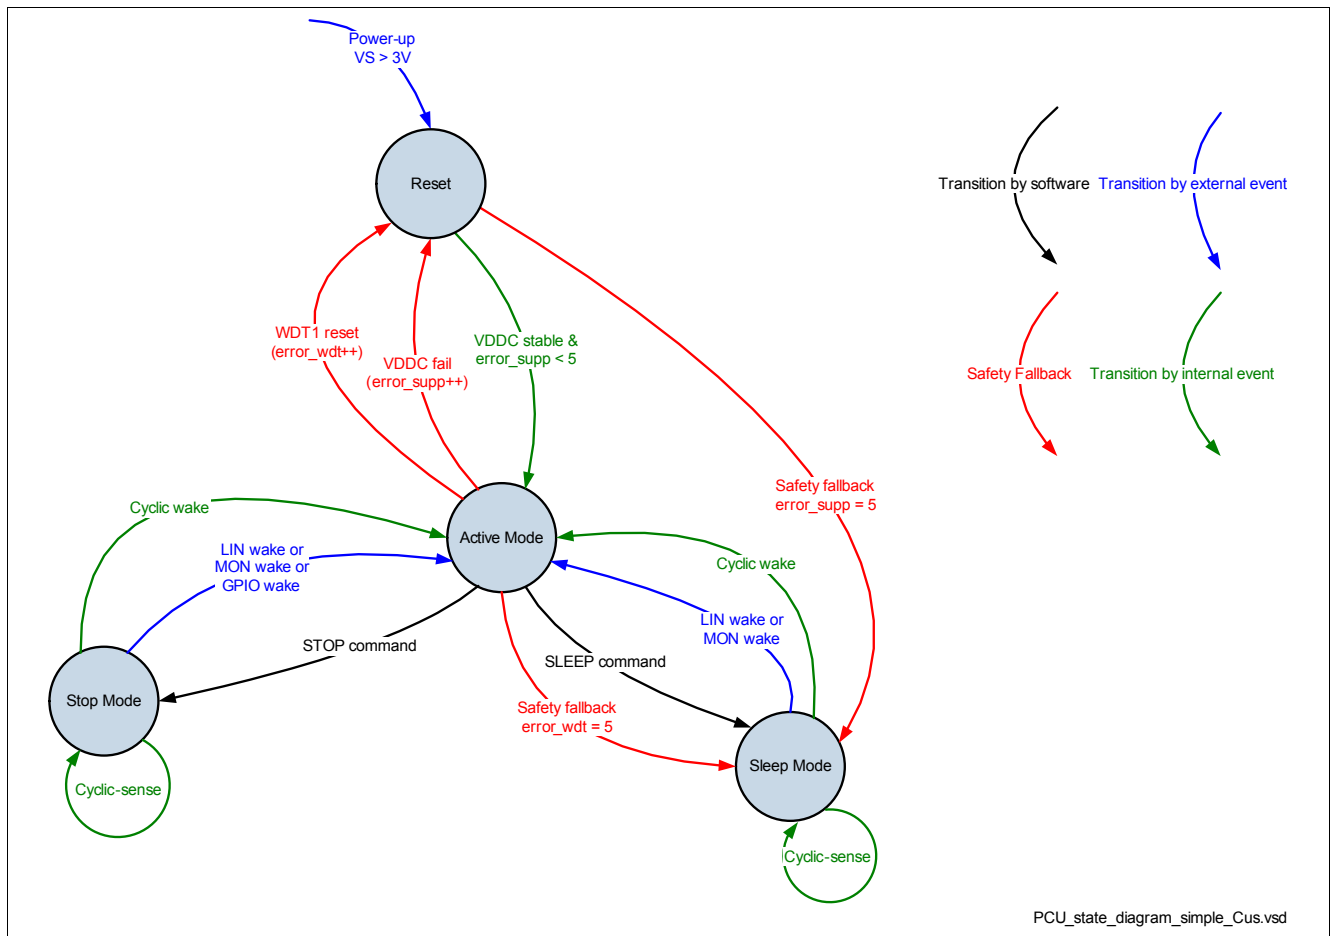 Power-up
VS > 3V
Reset
Transition by software
Transition by external event
WDT1 reset
(error_wdt++)
VDDC fail
(error_supp++)
VDDC stable &
error_supp < 5
Safety Fallback
Transition by internal event
Safety fallback
error_supp = 5
Cyclic wake
Active Mode
LIN wake or
MON wake or
GPIO wake
Cyclic wake
LIN wake or
MON wake
STOP command
SLEEP command
Stop Mode
Safety fallback
error_wdt = 5
Sleep Mode
Cyclic-sense
Cyclic-sense
PCU_state_diagram_simple_Cus.vsd